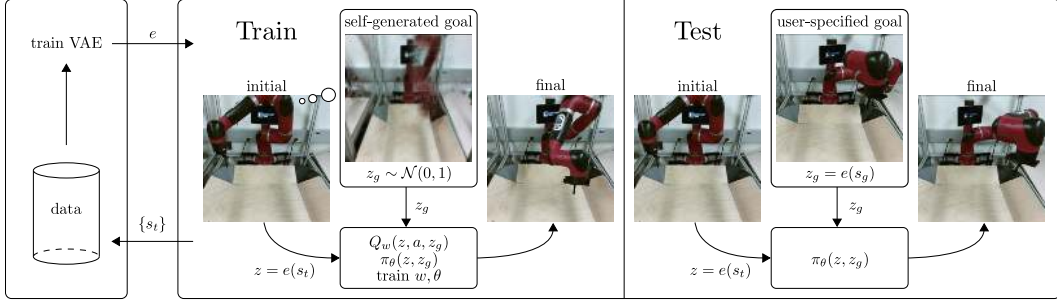 train VAE
e
data
{s_t}
Train
initial
self-generated goal
z_g ∼ 𝒩(0, 1)
final
z_g
z = e(s_t)
Q_w(z, a, z_g)
π_θ(z, z_g)
train w, θ
Test
initial
user-specified goal
z_g = e(s_g)
final
z_g
z = e(s_t)
π_θ(z, z_g)